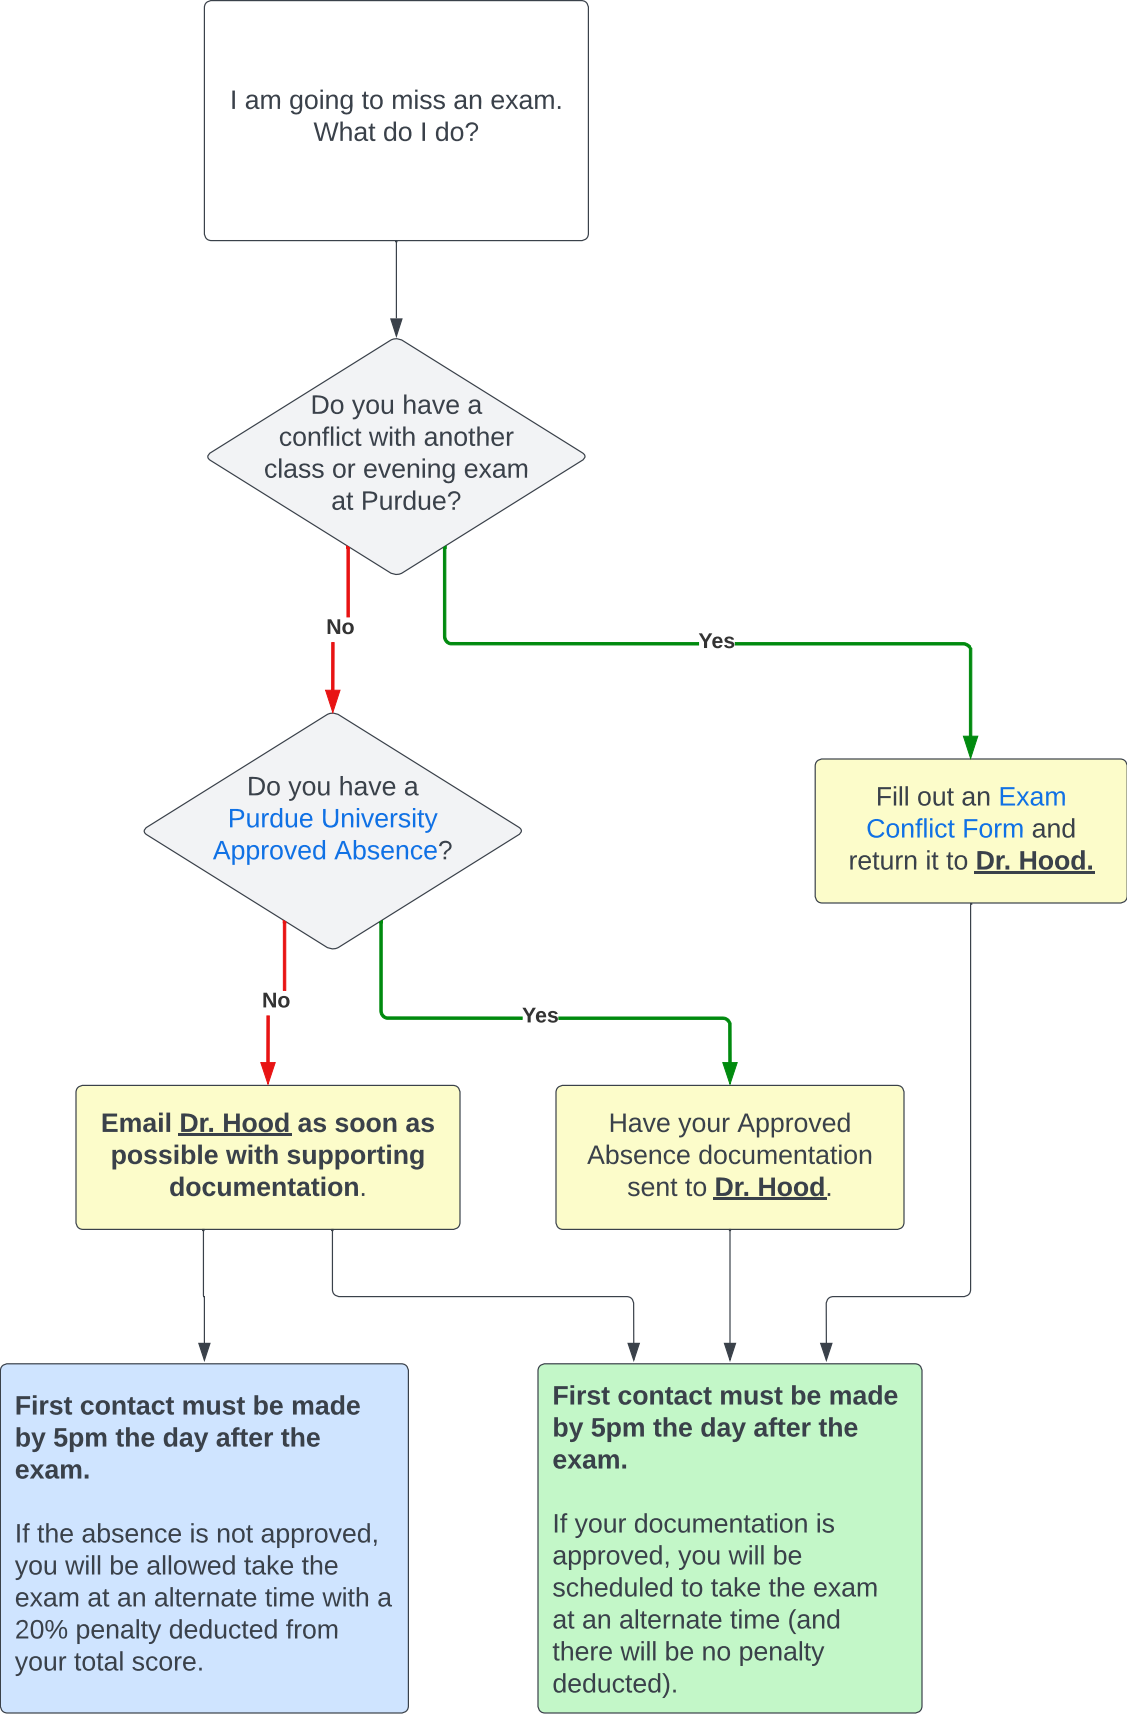 I am going to miss an exam.
What do I do?
Do you have a
conflict with another
class or evening exam
at Purdue?
No
Yes
Do you have a
Purdue University
Approved Absence?
Fill out an Exam
Conflict Form and
return it to Dr. Hood.
No
Yes
Email Dr. Hood as soon as
possible with supporting
documentation.
Have your Approved
Absence documentation
sent to Dr. Hood.
First contact must be made
by 5pm the day after the
exam.
If the absence is not approved,
you will be allowed take the
exam at an alternate time with a
20% penalty deducted from
your total score.
First contact must be made
by 5pm the day after the
exam.
If your documentation is
approved, you will be
scheduled to take the exam
at an alternate time (and
there will be no penalty
deducted).